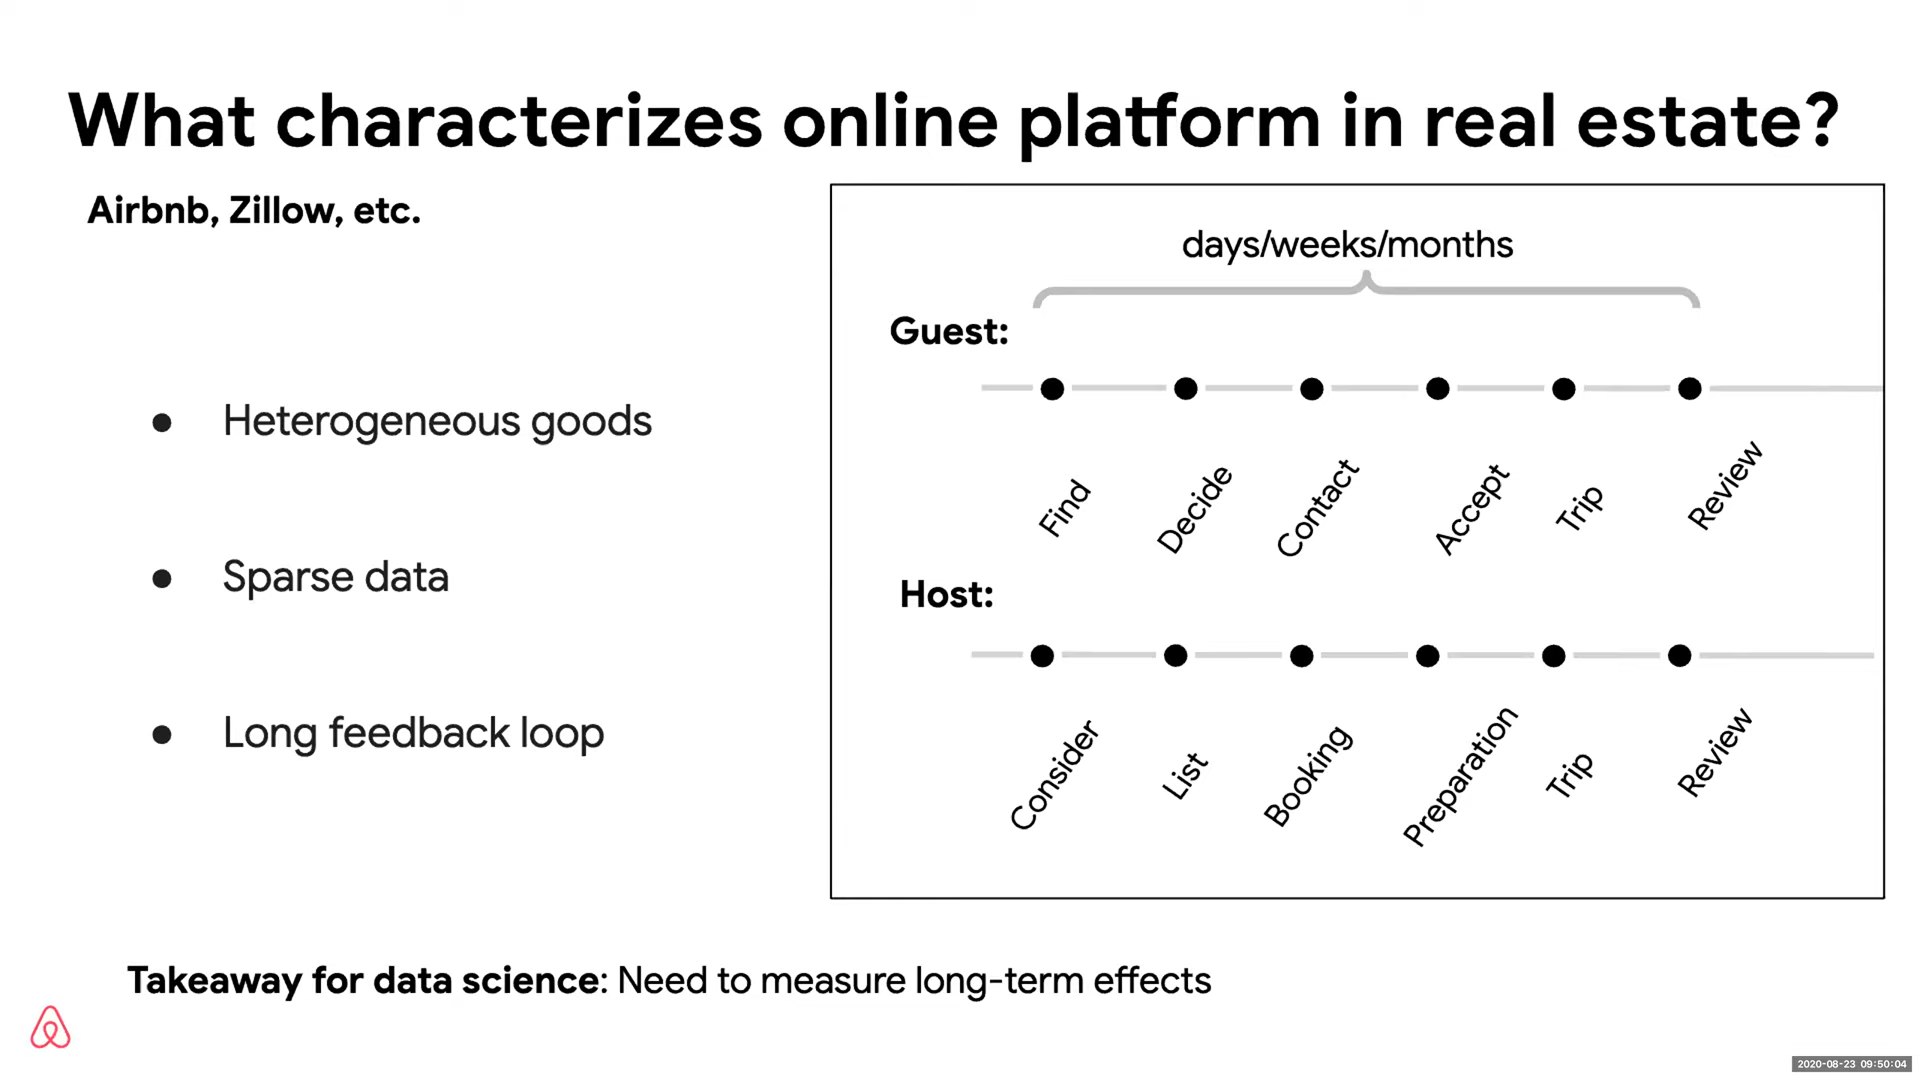 What characterizes online platform in real estate?
Airbnb, Zillow, etc.
● Heterogeneous goods
● Sparse data
● Long feedback loop
days/weeks/months
Guest:
Find
Decide
Contact
Accept
Trip
Review
Host:
Consider
List
Booking
Preparation
Trip
Review
Takeaway for data science: Need to measure long-term effects
2020-08-23 09:50:04